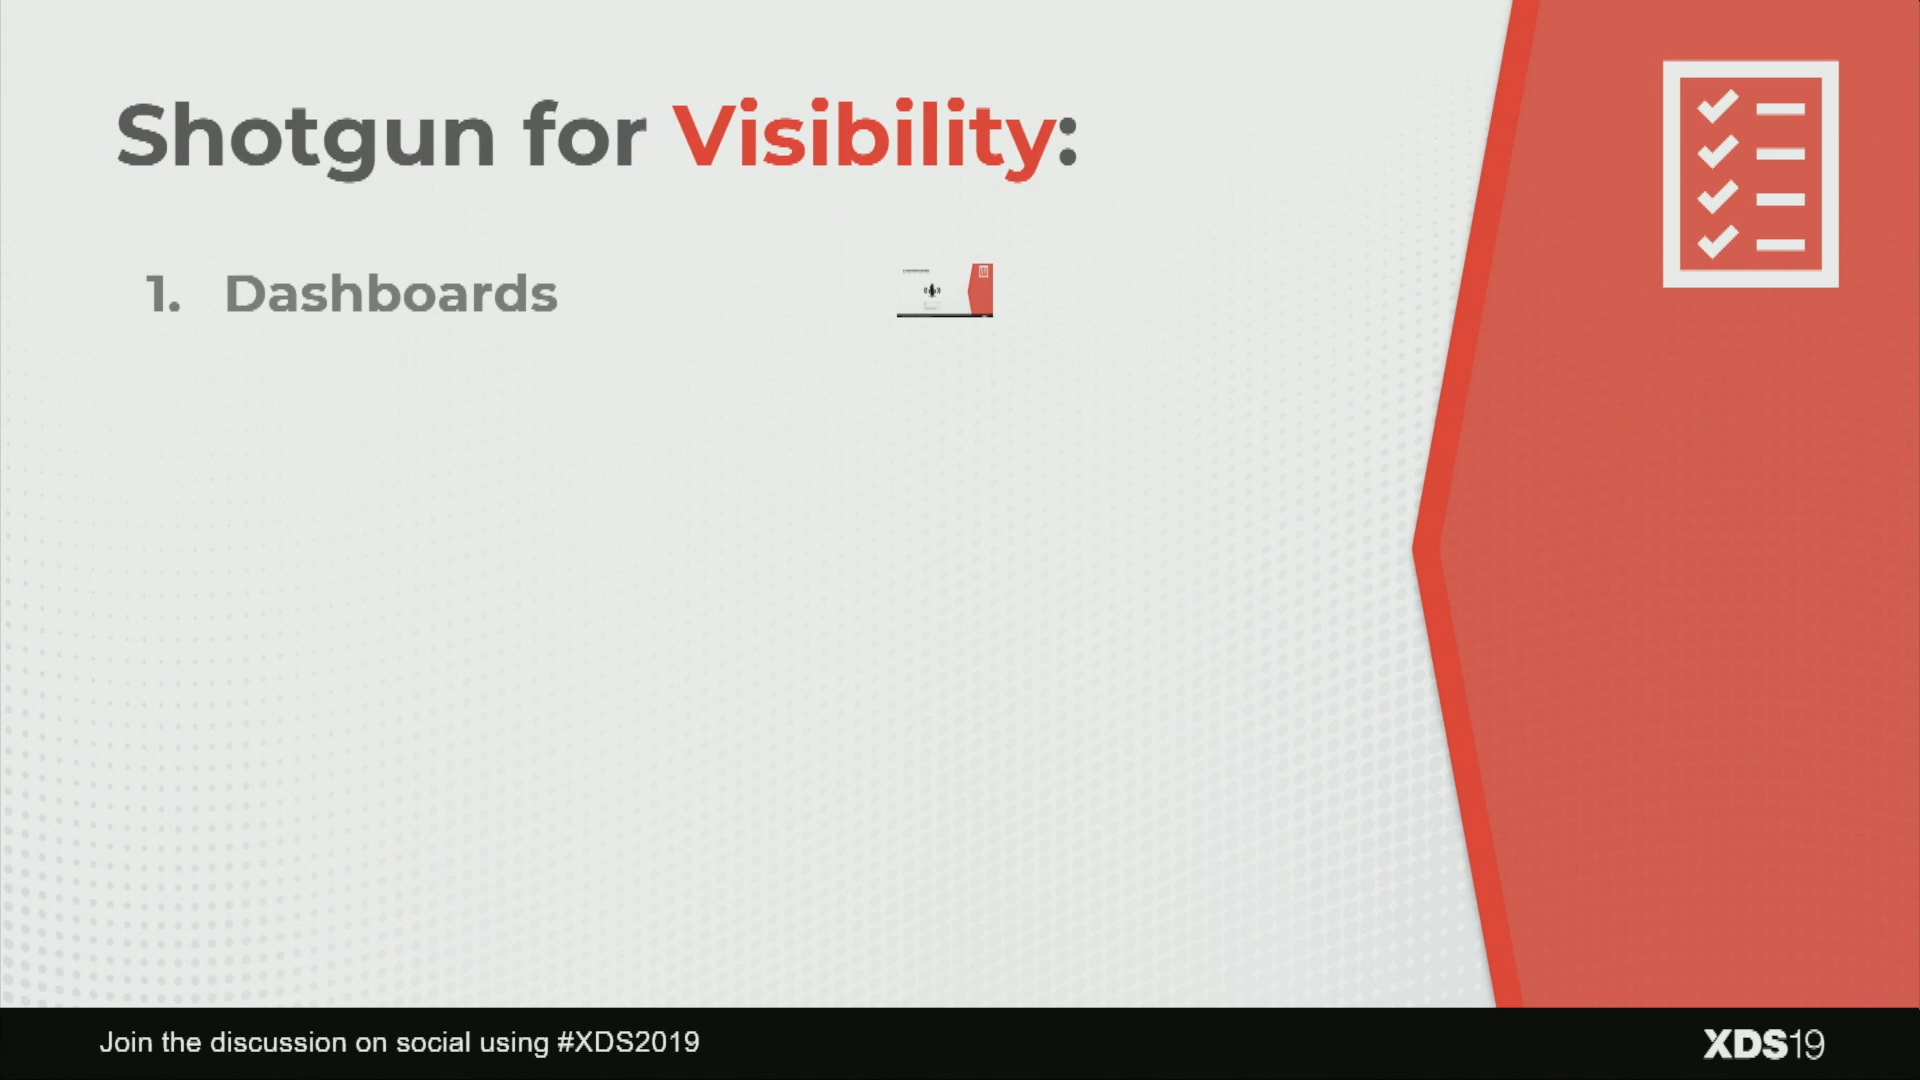 Shotgun for Visibility:
1. Dashboards
Join the discussion on social using #XDS2019
XDS19